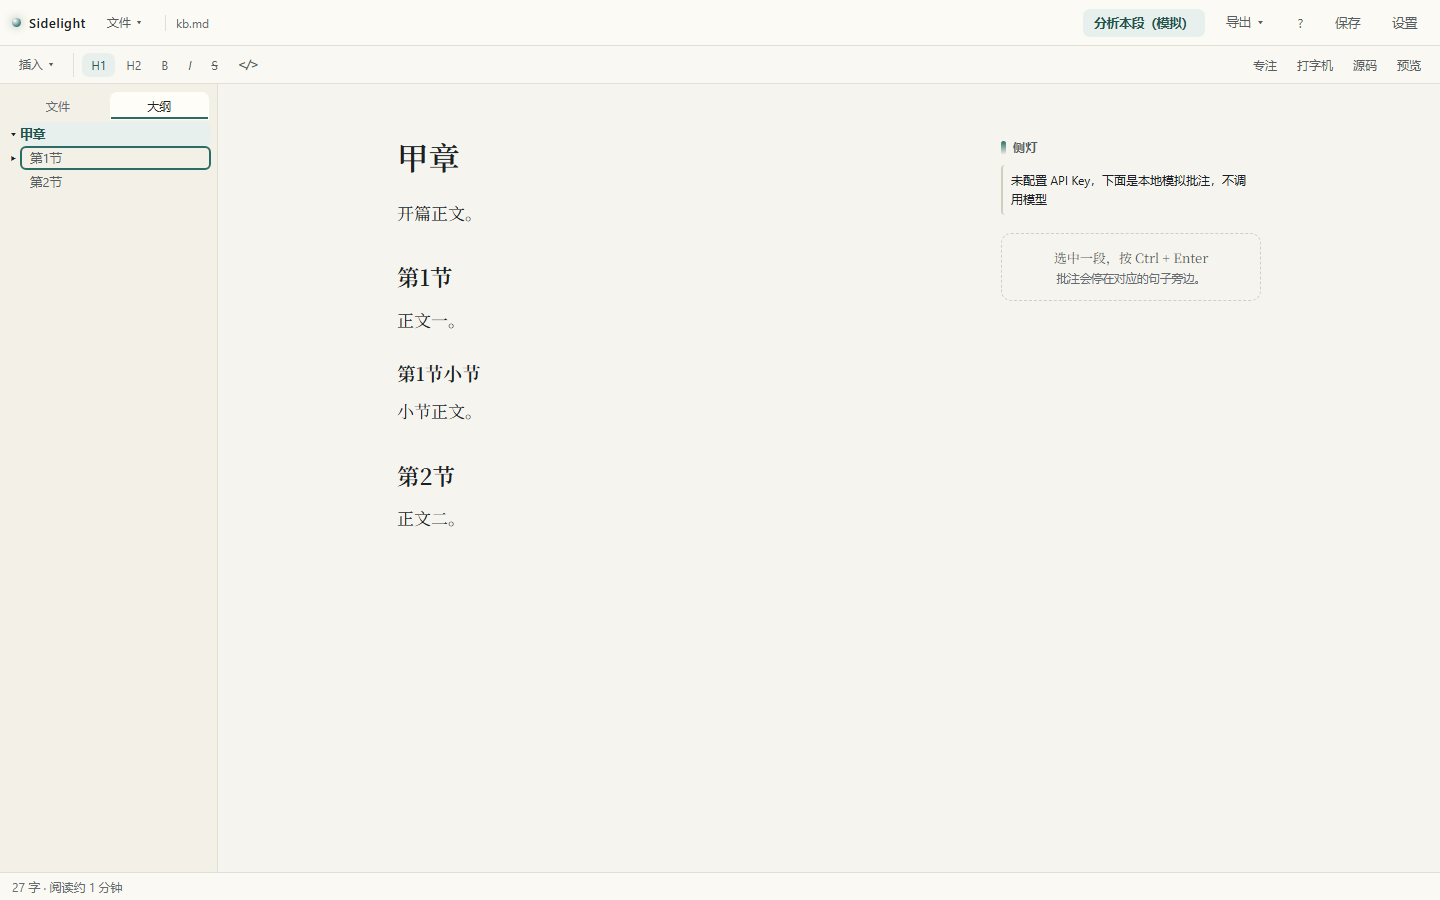 Sidelight 文件 kb.md 分析本段（模拟） 导出 ? 保存 设置
插入 H1 H2 B I S </> 专注 打字机 源码 预览
文件 大纲
甲章
第1节
第2节
甲章
开篇正文。
第1节
正文一。
第1节小节
小节正文。
第2节
正文二。
侧灯
未配置 API Key，下面是本地模拟批注，不调
用模型
选中一段，按 Ctrl + Enter
批注会停在对应的句子旁边。
27 字 · 阅读约 1 分钟